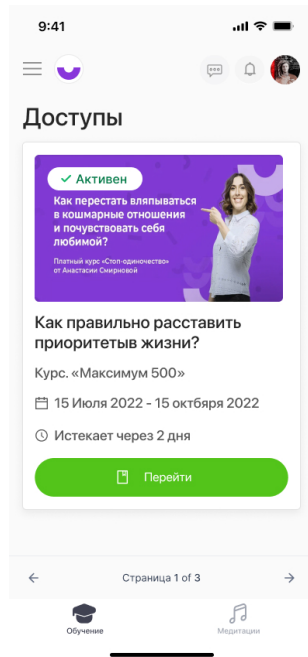 9:41
Доступы
Активен
Как перестать вляпываться
в кошмарные отношения
и почувствовать себя
любимой?
Платный курс «Стоп-одиночество»
от Анастасии Смирновой
Как правильно расставить
приоритетыв жизни?
Курс. «Максимум 500»
15 Июля 2022 - 15 октбяря 2022
Истекает через 2 дня
Перейти
Страница 1 of 3
Обучение
Медитации